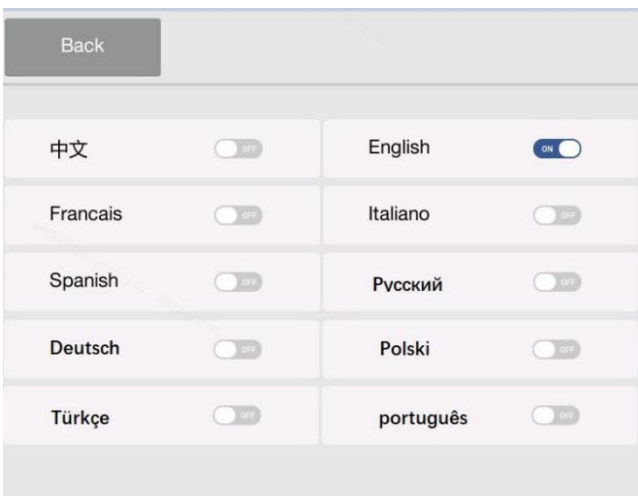 Back
中文 OFF English ON
Francais OFF Italiano OFF
Spanish OFF Русский OFF
Deutsch OFF Polski OFF
Türkçe OFF português OFF